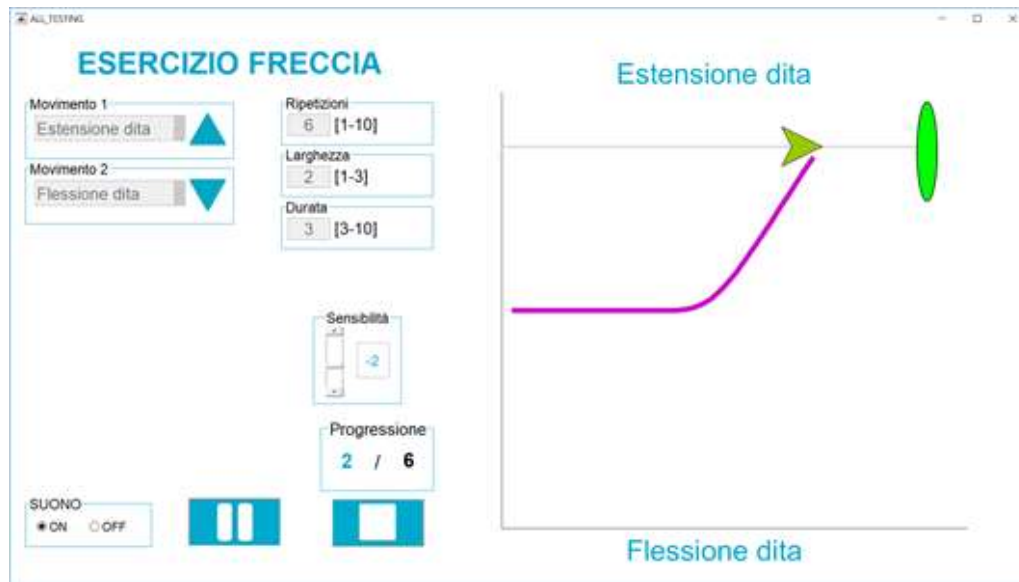 ALL_TESTING
ESERCIZIO FRECCIA
Movimento 1
Estensione dita
Movimento 2
Flessione dita
Ripetizioni
6 [1-10]
Larghezza
2 [1-3]
Durata
3 [3-10]
Sensibilità
-2
Progressione
2 / 6
SUONO
ON OFF
Estensione dita
Flessione dita